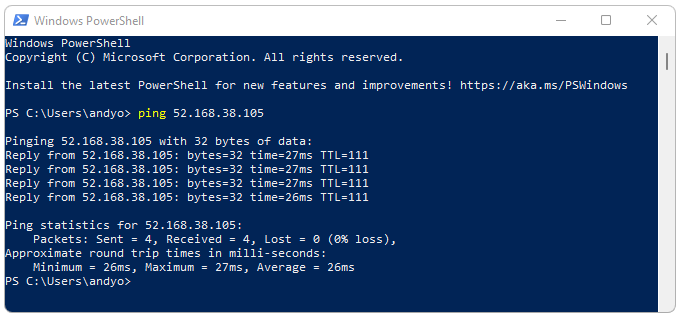 Windows PowerShell
Windows PowerShell
Copyright (C) Microsoft Corporation. All rights reserved.
Install the latest PowerShell for new features and improvements! https://aka.ms/PSWindows
PS C:\Users\andyo> ping 52.168.38.105
Pinging 52.168.38.105 with 32 bytes of data:
Reply from 52.168.38.105: bytes=32 time=27ms TTL=111
Reply from 52.168.38.105: bytes=32 time=27ms TTL=111
Reply from 52.168.38.105: bytes=32 time=27ms TTL=111
Reply from 52.168.38.105: bytes=32 time=26ms TTL=111
Ping statistics for 52.168.38.105:
    Packets: Sent = 4, Received = 4, Lost = 0 (0% loss),
Approximate round trip times in milli-seconds:
    Minimum = 26ms, Maximum = 27ms, Average = 26ms
PS C:\Users\andyo>